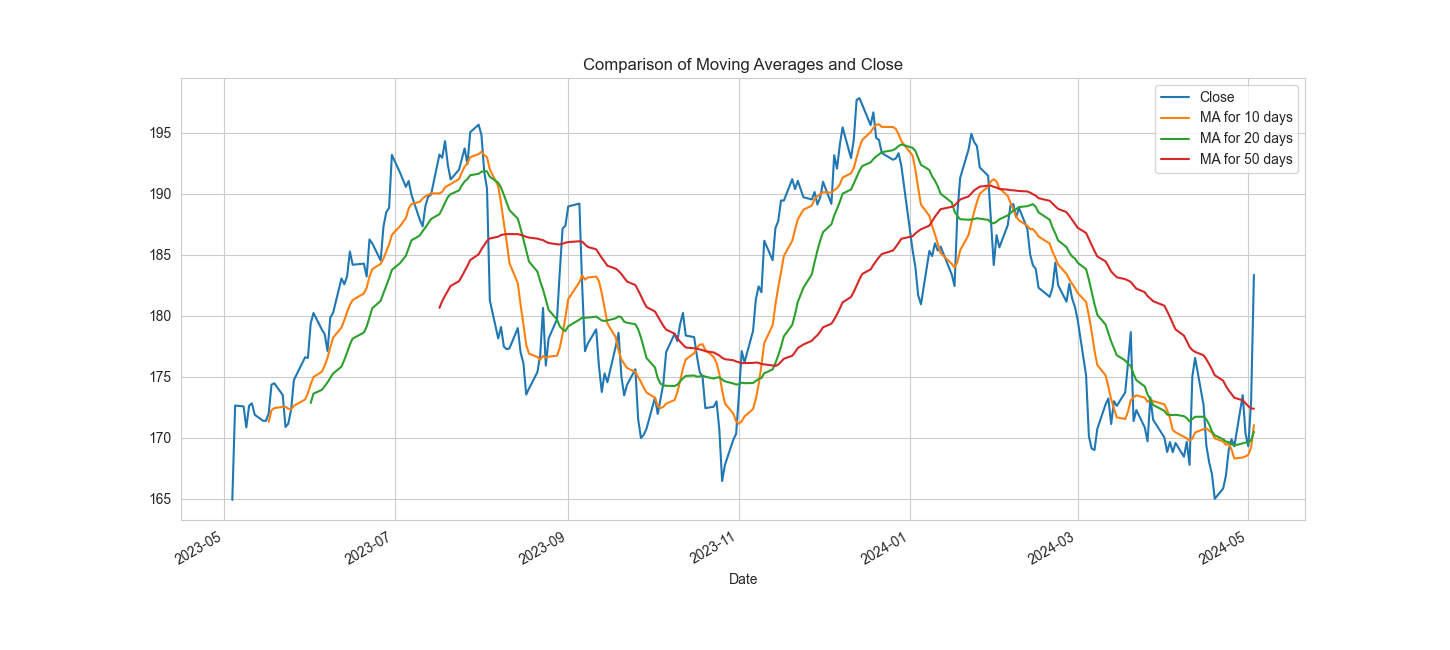 Comparison of Moving Averages and Close
Close
MA for 10 days
MA for 20 days
MA for 50 days
195
190
185
180
175
170
165
2023-05
2023-07
2023-09
2023-11
2024-01
2024-03
2024-05
Date